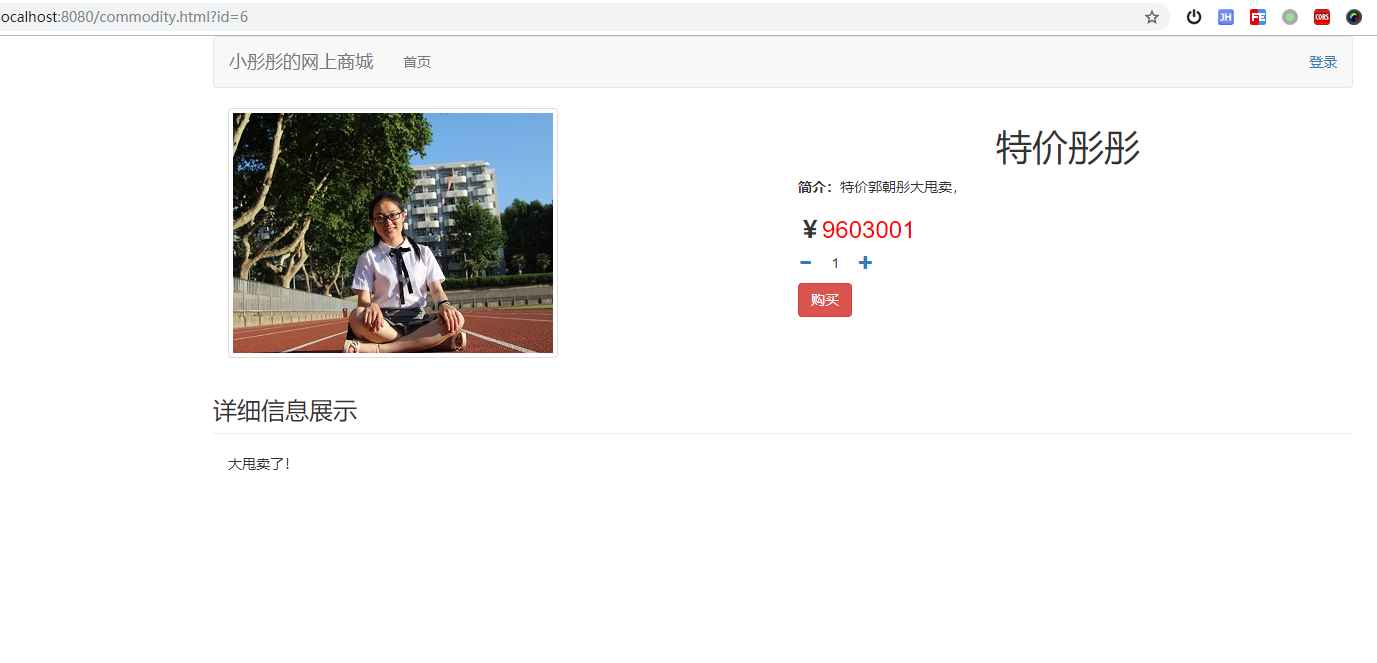 ocalhost:8080/commodity.html?id=6
JH
FE
CORS
小彤彤的网上商城 首页 登录
特价彤彤
简介：特价郭朝彤大甩卖，
¥9603001
− 1 +
购买
详细信息展示
大甩卖了！